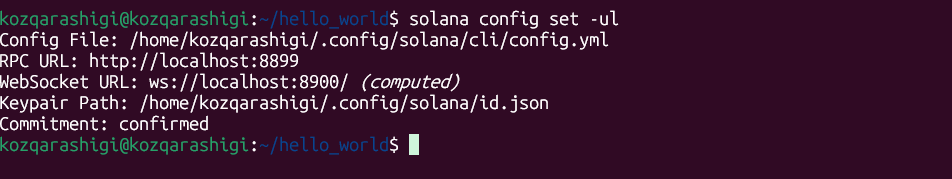 kozqarashigi@kozqarashigi:~/hello_world$ solana config set -ul
Config File: /home/kozqarashigi/.config/solana/cli/config.yml
RPC URL: http://localhost:8899
WebSocket URL: ws://localhost:8900/ (computed)
Keypair Path: /home/kozqarashigi/.config/solana/id.json
Commitment: confirmed
kozqarashigi@kozqarashigi:~/hello_world$